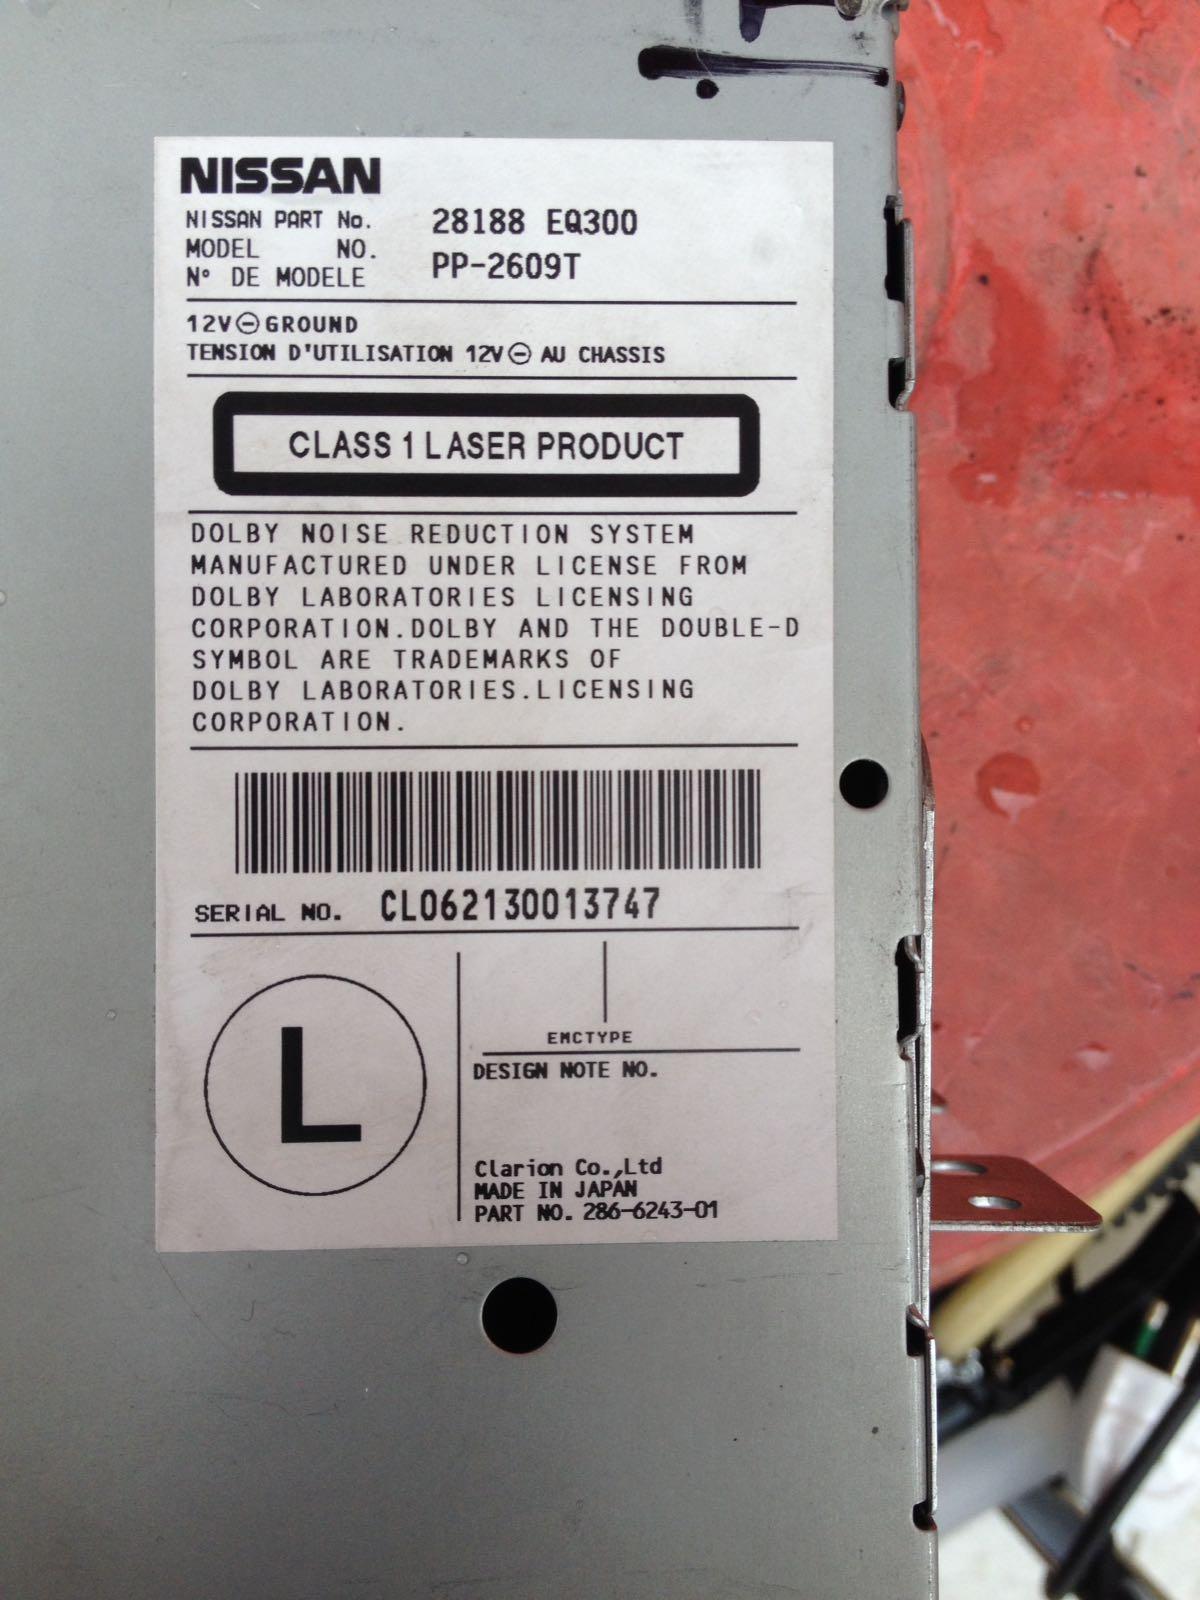 NISSAN
NISSAN PART No. 28188 EQ300
MODEL NO. PP-2609T
N° DE MODELE
12V⊖GROUND
TENSION D'UTILISATION 12V⊖ AU CHASSIS
CLASS 1 LASER PRODUCT
DOLBY NOISE REDUCTION SYSTEM
MANUFACTURED UNDER LICENSE FROM
DOLBY LABORATORIES LICENSING
CORPORATION.DOLBY AND THE DOUBLE-D
SYMBOL ARE TRADEMARKS OF
DOLBY LABORATORIES.LICENSING
CORPORATION.
SERIAL NO. CL062130013747
L
EMCTYPE
DESIGN NOTE NO.
Clarion Co.,Ltd
MADE IN JAPAN
PART NO. 286-6243-01